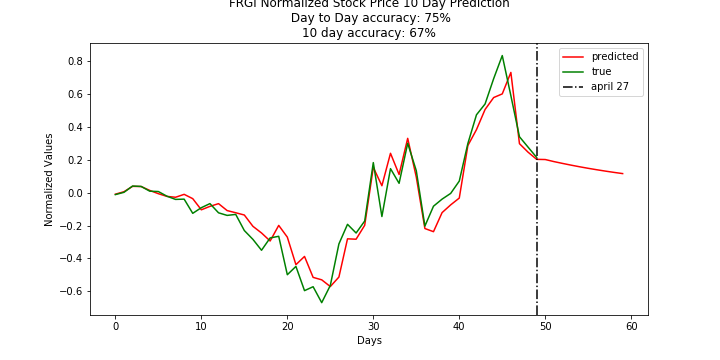 FRGI Normalized Stock Price 10 Day Prediction
Day to Day accuracy: 75%
10 day accuracy: 67%
predicted
true
april 27
Normalized Values
0.8
0.6
0.4
0.2
0.0
−0.2
−0.4
−0.6
0
10
20
30
40
50
60
Days